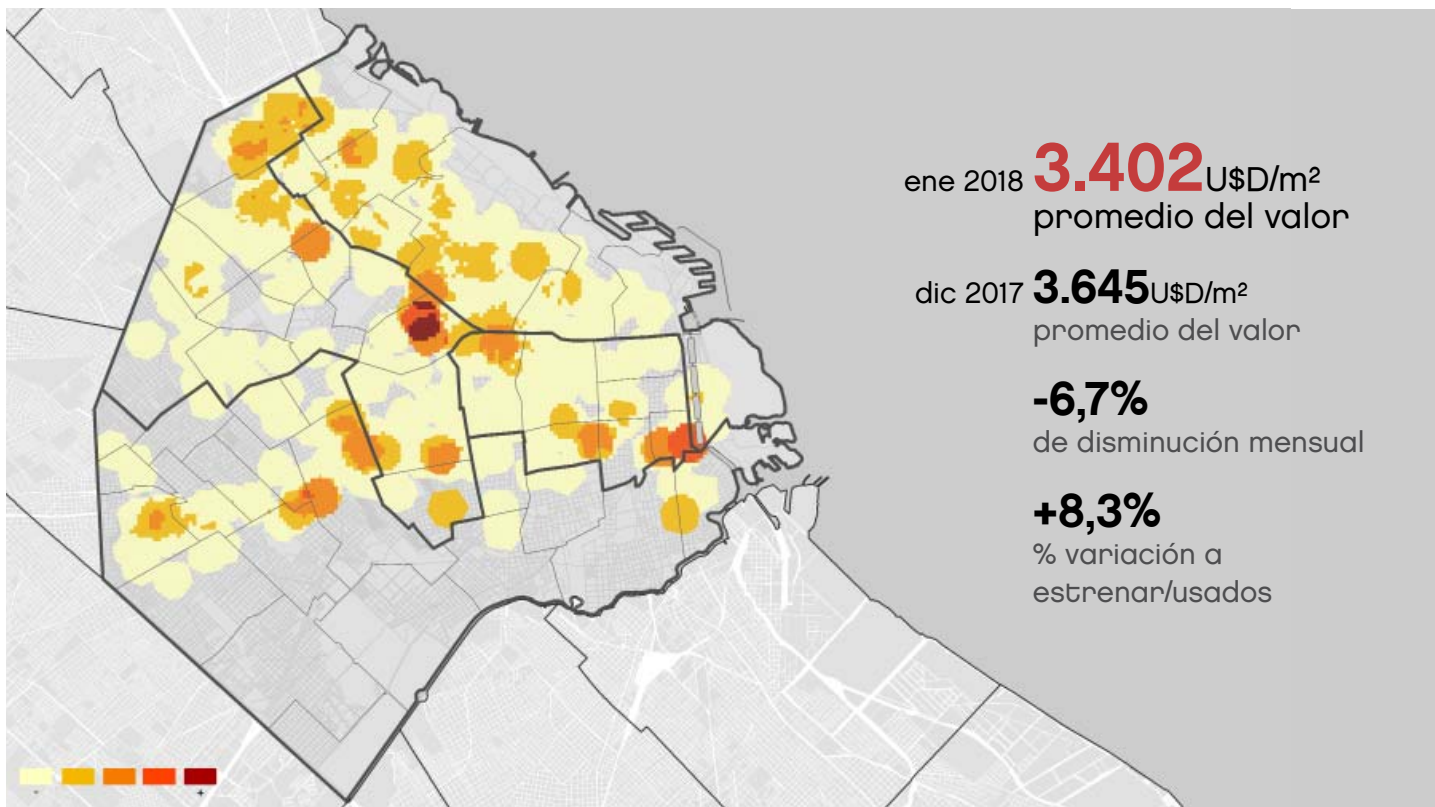 ene 2018 3.402U$D/m²
promedio del valor
dic 2017 3.645U$D/m²
promedio del valor
-6,7%
de disminución mensual
+8,3%
% variación a
estrenar/usados
- +